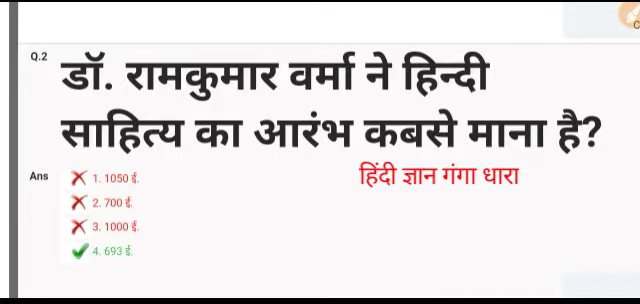 Q.2 डॉ. रामकुमार वर्मा ने हिन्दी
साहित्य का आरंभ कबसे माना है?
Ans
1. 1050 ई.
हिंदी ज्ञान गंगा धारा
2. 700 ई.
3. 1000 ई.
4. 693 ई.